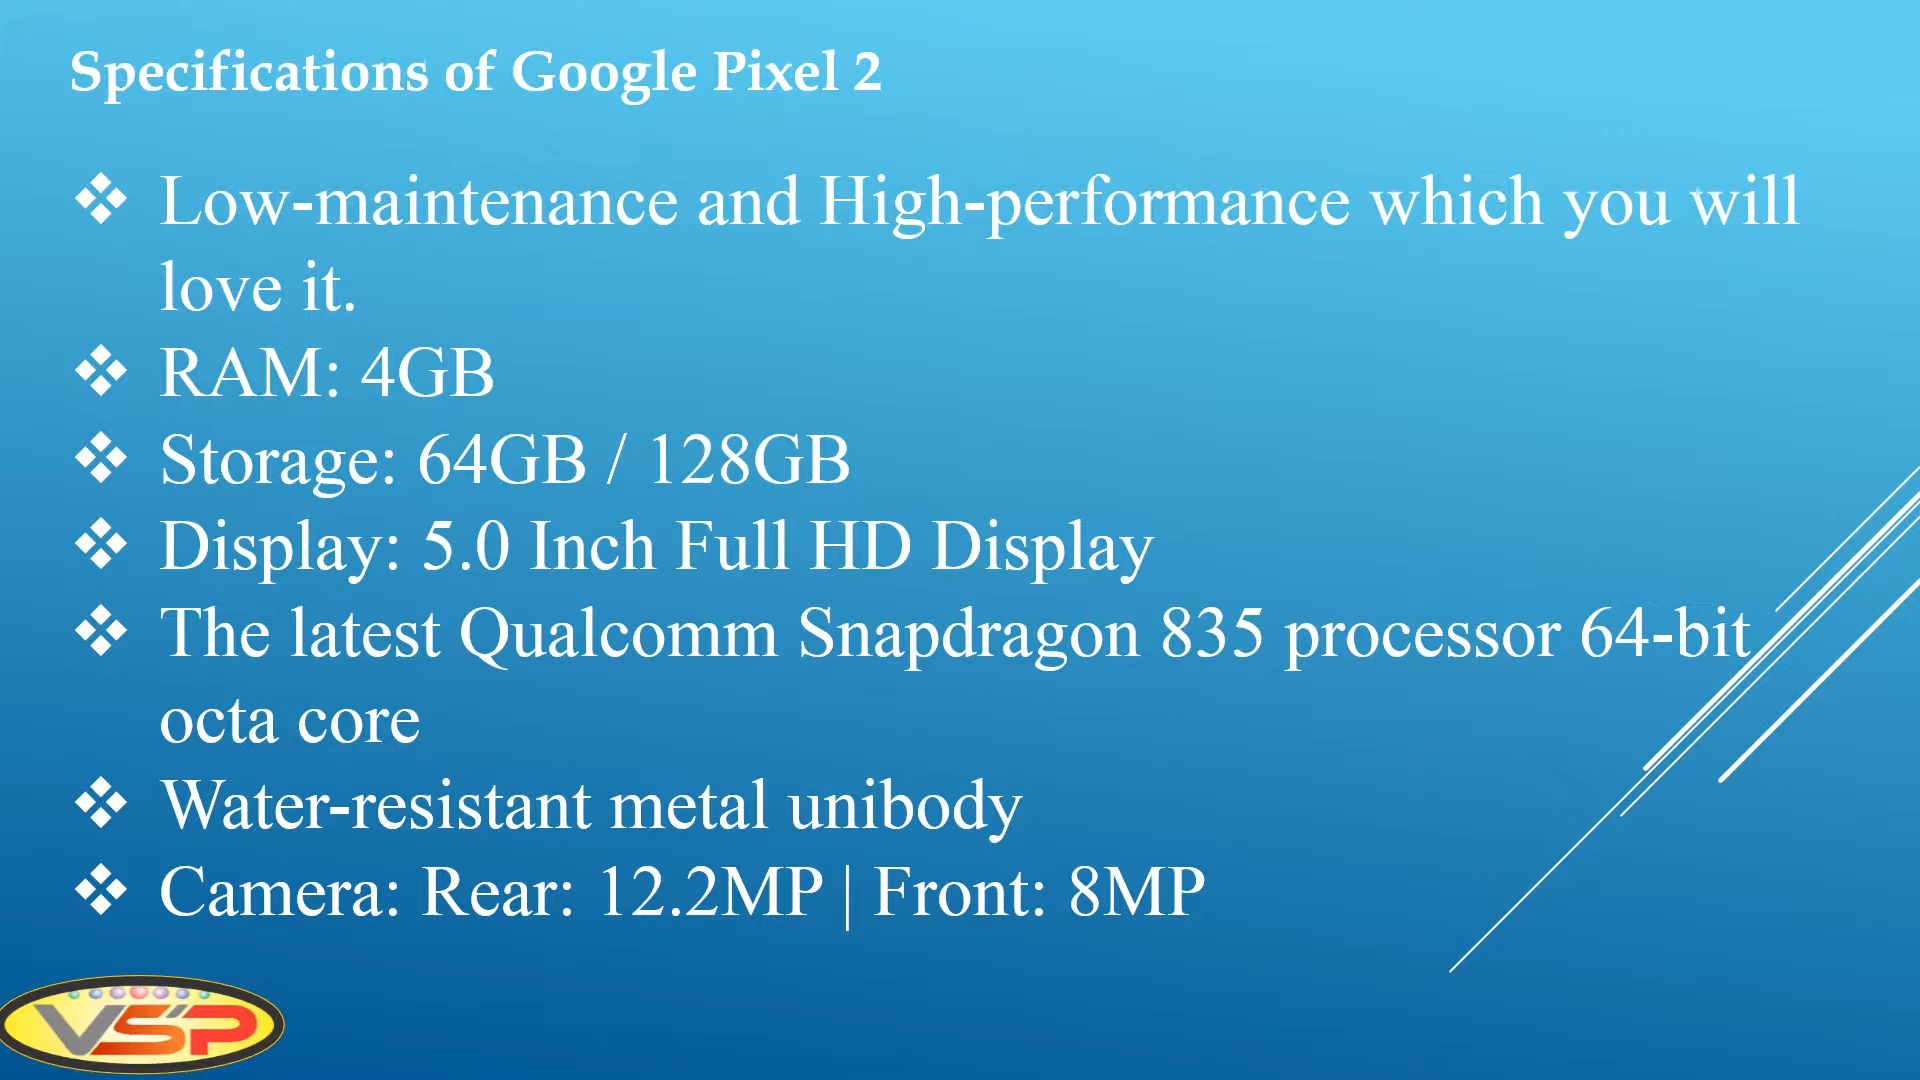 Specifications of Google Pixel 2
❖ Low-maintenance and High-performance which you will
love it.
❖ RAM: 4GB
❖ Storage: 64GB / 128GB
❖ Display: 5.0 Inch Full HD Display
❖ The latest Qualcomm Snapdragon 835 processor 64-bit
octa core
❖ Water-resistant metal unibody
❖ Camera: Rear: 12.2MP | Front: 8MP
VSP